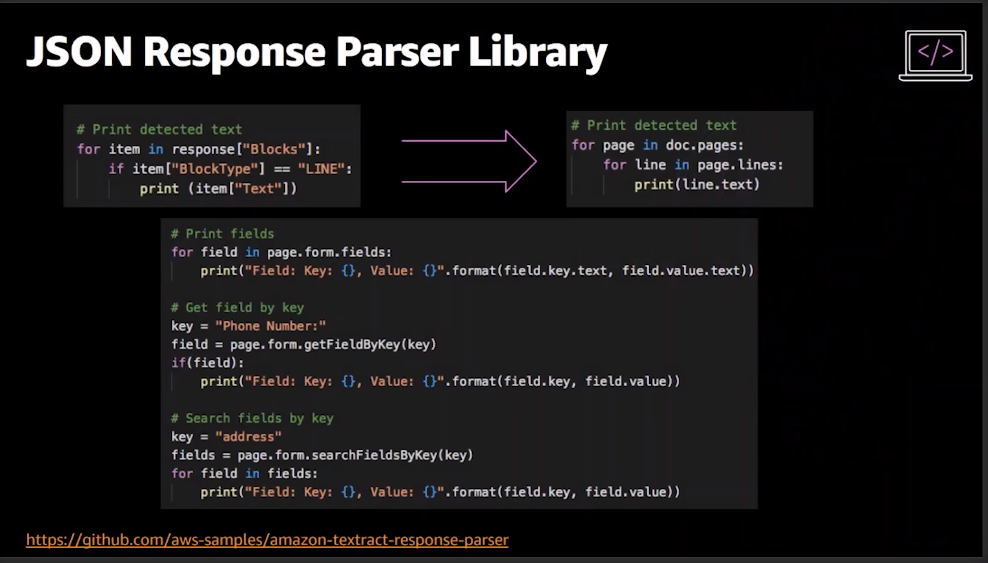 JSON Response Parser Library
</>
# Print detected text
for item in response["Blocks"]:
if item["BlockType"] == "LINE":
print (item["Text"])
# Print detected text
for page in doc.pages:
for line in page.lines:
print(line.text)
# Print fields
for field in page.form.fields:
print("Field: Key: {}, Value: {}".format(field.key.text, field.value.text))
# Get field by key
key = "Phone Number:"
field = page.form.getFieldByKey(key)
if(field):
print("Field: Key: {}, Value: {}".format(field.key, field.value))
# Search fields by key
key = "address"
fields = page.form.searchFieldsByKey(key)
for field in fields:
print("Field: Key: {}, Value: {}".format(field.key, field.value))
https://github.com/aws-samples/amazon-textract-response-parser